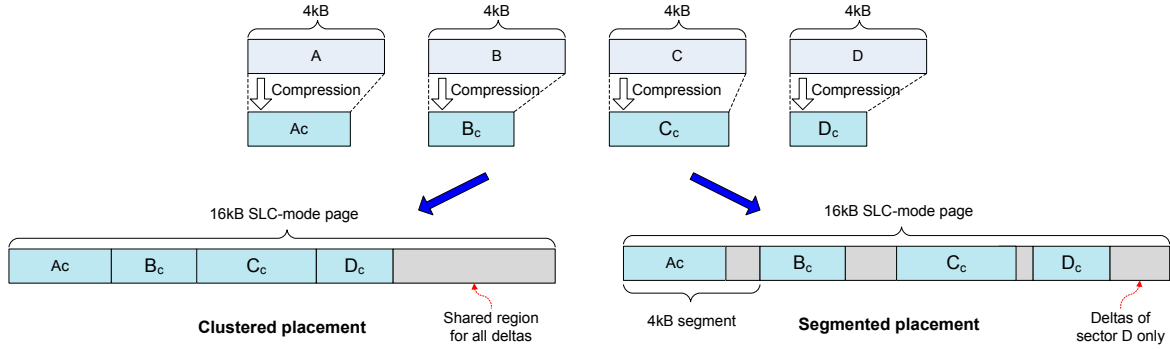 4kB 4kB 4kB 4kB
A B C D
Compression Compression Compression Compression
Ac Bc Cc Dc
16kB SLC-mode page 16kB SLC-mode page
Ac Bc Cc Dc Ac Bc Cc Dc
Clustered placement
Shared region
for all deltas
4kB segment
Segmented placement
Deltas of
sector D only